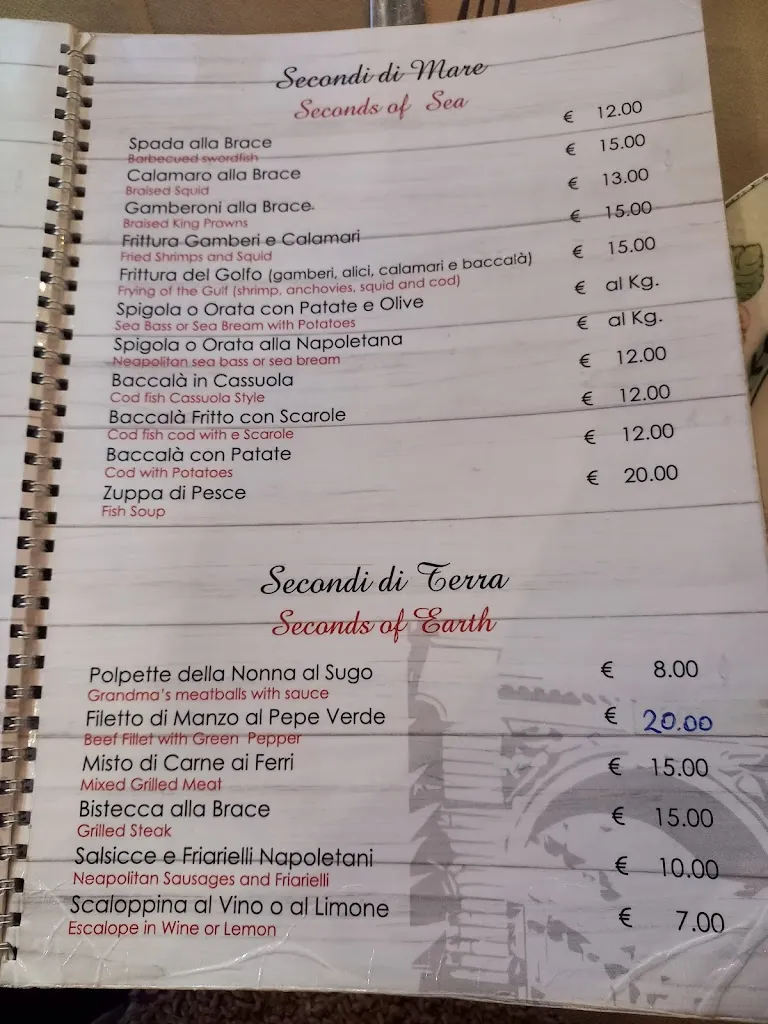 Secondi di Mare
Seconds of Sea
Spada alla Brace € 12.00
Barbecued swordfish
Calamaro alla Brace € 15.00
Braised Squid
Gamberoni alla Brace. € 13.00
Braised King Prawns
Frittura Gamberi e Calamari € 15.00
Fried Shrimps and Squid
Frittura del Golfo (gamberi, alici, calamari e baccalà) € 15.00
Frying of the Gulf (shrimp, anchovies, squid and cod)
Spigola o Orata con Patate e Olive € al Kg.
Sea Bass or Sea Bream with Potatoes
Spigola o Orata alla Napoletana € al Kg.
Neapolitan sea bass or sea bream
Baccalà in Cassuola € 12.00
Cod fish Cassuola Style
Baccalà Fritto con Scarole € 12.00
Cod fish cod with e Scarole
Baccalà con Patate € 12.00
Cod with Potatoes
Zuppa di Pesce € 20.00
Fish Soup
Secondi di Terra
Seconds of Earth
Polpette della Nonna al Sugo € 8.00
Grandma's meatballs with sauce
Filetto di Manzo al Pepe Verde € 20.00
Beef Fillet with Green Pepper
Misto di Carne ai Ferri € 15.00
Mixed Grilled Meat
Bistecca alla Brace € 15.00
Grilled Steak
Salsicce e Friarielli Napoletani € 10.00
Neapolitan Sausages and Friarielli
Scaloppina al Vino o al Limone € 7.00
Escalope in Wine or Lemon